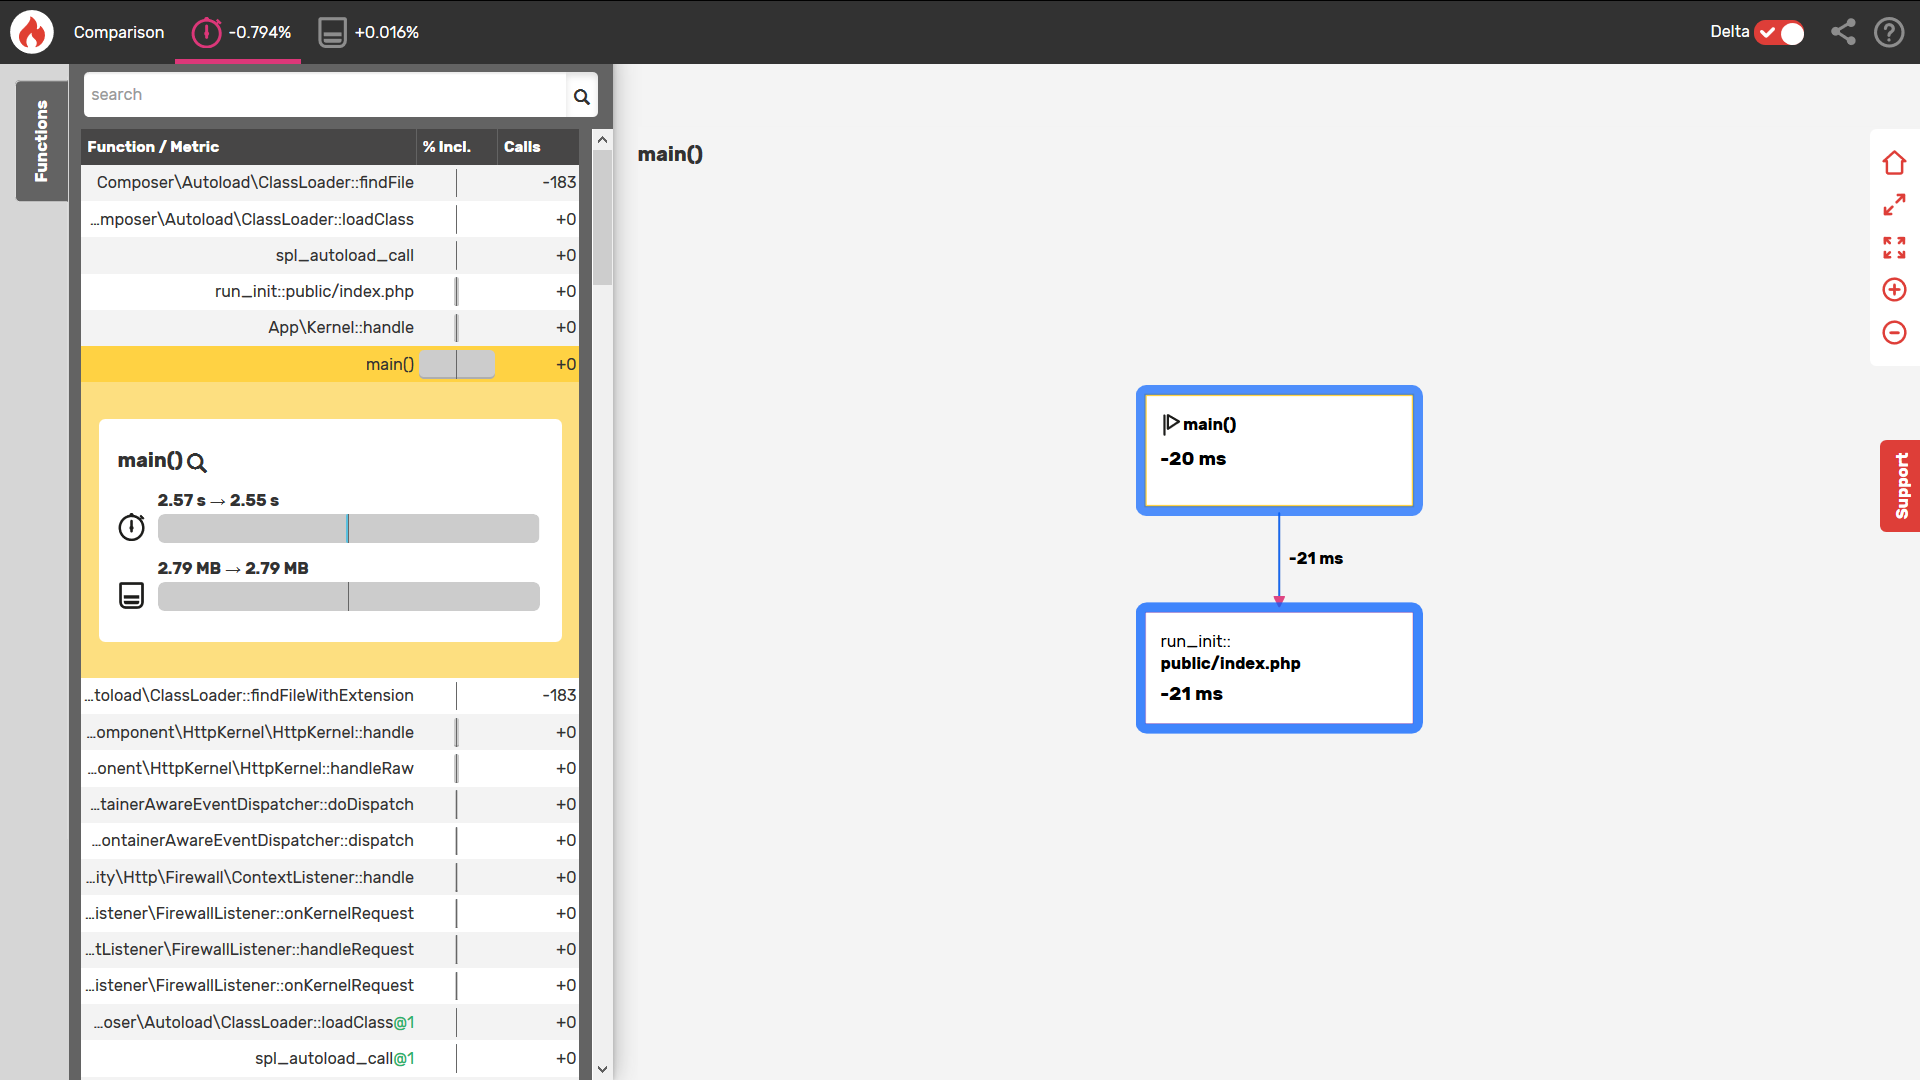 Comparison
-0.794%
+0.016%
Delta
Functions
search
Function / Metric % Incl. Calls
Composer\Autoload\ClassLoader::findFile -183
…mposer\Autoload\ClassLoader::loadClass +0
spl_autoload_call +0
run_init::public/index.php +0
App\Kernel::handle +0
main() +0
main()
2.57 s → 2.55 s
2.79 MB → 2.79 MB
…toload\ClassLoader::findFileWithExtension -183
…omponent\HttpKernel\HttpKernel::handle +0
…onent\HttpKernel\HttpKernel::handleRaw +0
…tainerAwareEventDispatcher::doDispatch +0
…ontainerAwareEventDispatcher::dispatch +0
…ity\Http\Firewall\ContextListener::handle +0
…istener\FirewallListener::onKernelRequest +0
…tListener\FirewallListener::handleRequest +0
…istener\FirewallListener::onKernelRequest +0
…oser\Autoload\ClassLoader::loadClass@1 +0
spl_autoload_call@1 +0
main()
main()
-20 ms
-21 ms
run_init::
public/index.php
-21 ms
Support